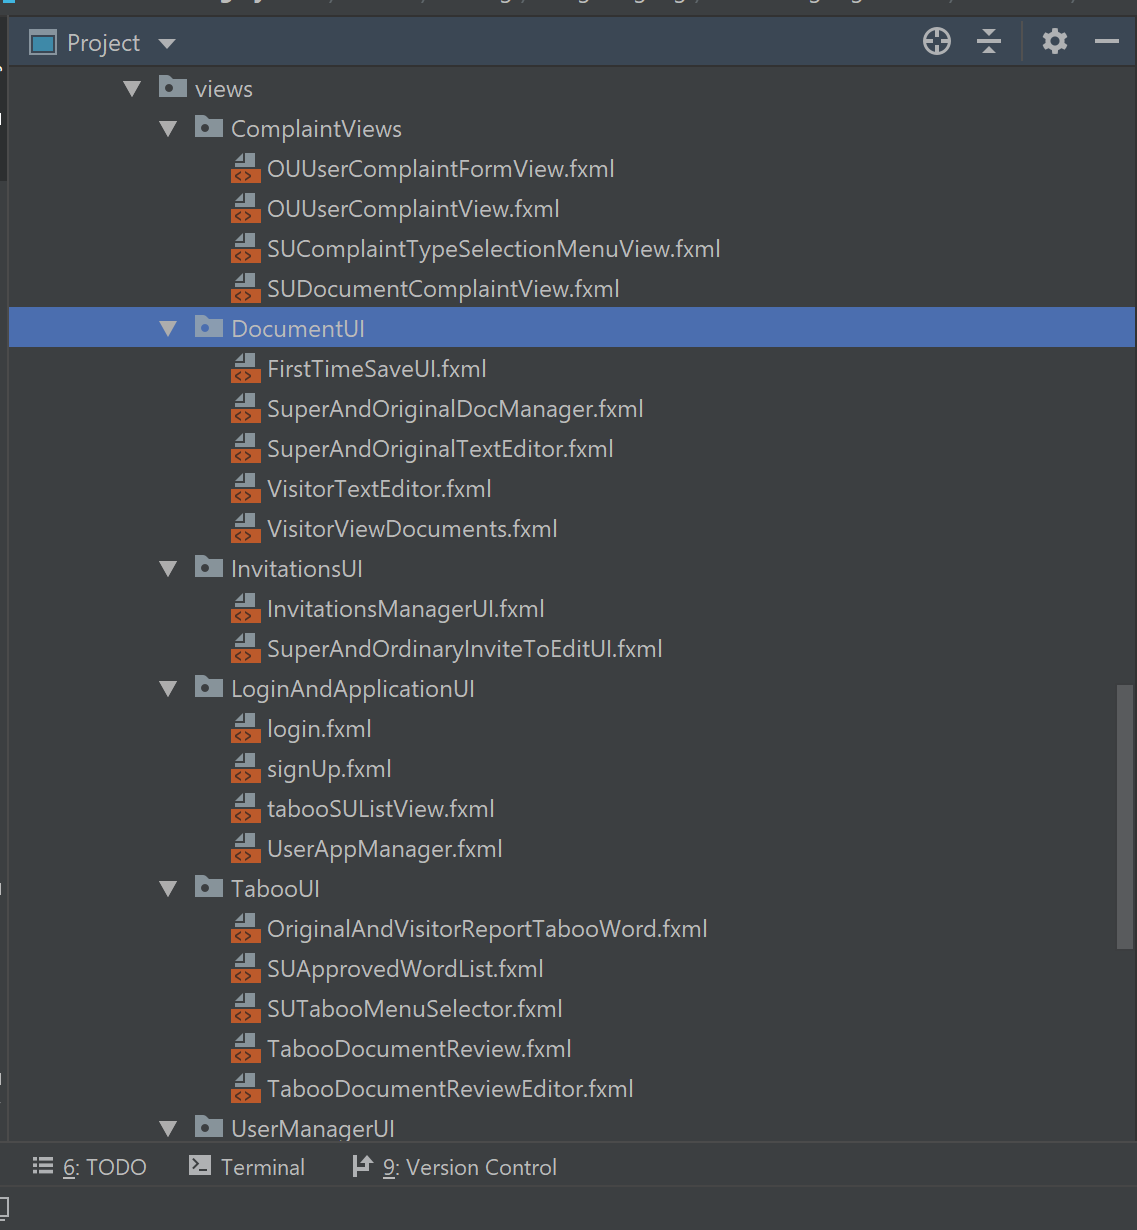 Project
views
ComplaintViews
OUUserComplaintFormView.fxml
OUUserComplaintView.fxml
SUComplaintTypeSelectionMenuView.fxml
SUDocumentComplaintView.fxml
DocumentUI
FirstTimeSaveUI.fxml
SuperAndOriginalDocManager.fxml
SuperAndOriginalTextEditor.fxml
VisitorTextEditor.fxml
VisitorViewDocuments.fxml
InvitationsUI
InvitationsManagerUI.fxml
SuperAndOrdinaryInviteToEditUI.fxml
LoginAndApplicationUI
login.fxml
signUp.fxml
tabooSUListView.fxml
UserAppManager.fxml
TabooUI
OriginalAndVisitorReportTabooWord.fxml
SUApprovedWordList.fxml
SUTabooMenuSelector.fxml
TabooDocumentReview.fxml
TabooDocumentReviewEditor.fxml
UserManagerUI
6: TODO Terminal 9: Version Control